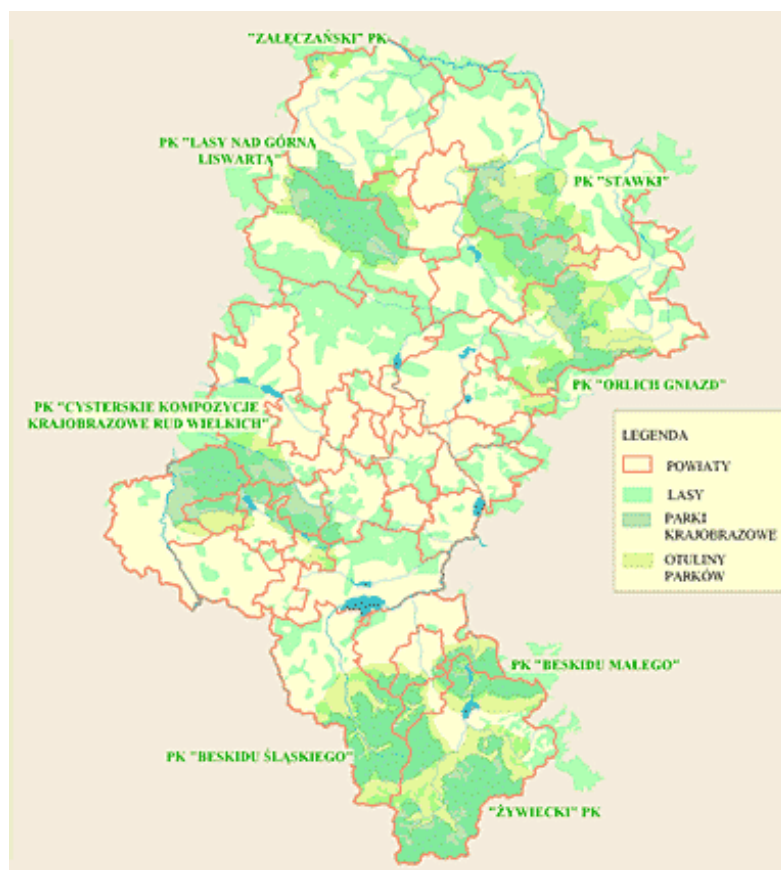 "ZAŁĘCZAŃSKI" PK
PK "LASY NAD GÓRNĄ
LISWARTĄ"
PK "STAWKI"
PK "ORLICH GNIAZD"
PK "CYSTERSKIE KOMPOZYCJE
KRAJOBRAZOWE RUD WIELKICH"
LEGENDA
POWIATY
LASY
PARKI
KRAJOBRAZOWE
OTULINY
PARKÓW
PK "BESKIDU MAŁEGO"
PK "BESKIDU ŚLĄSKIEGO"
"ŻYWIECKI" PK